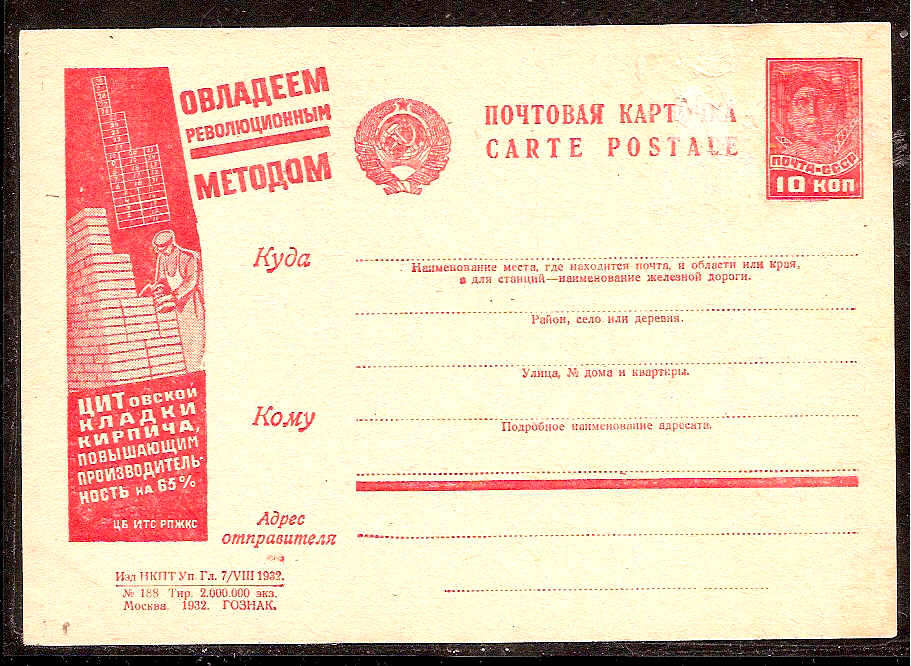 ОВЛАДЕЕМ
РЕВОЛЮЦИОННЫМ
МЕТОДОМ
ЦИТовской
КЛАДКИ
КИРПИЧА,
ПОВЫШАЮЩИМ
ПРОИЗВОДИТЕЛЬ-
НОСТЬ НА 65%
ЦБ ИТС РПЖКС
ПОЧТОВАЯ КАРТОЧКА
CARTE POSTALE
ПОЧТА-СССР
10 КОП
Куда
Наименование места, где находится почта, и области или края,
а для станций—наименование железной дороги.
Район, село или деревня.
Улица, № дома и квартиры.
Кому
Подробное наименование адресата.
Адрес
отправителя
Изд НКПТ Уп Гл. 7/VIII 1932.
№ 188 Тир. 2.000.000 экз.
Москва 1932. ГОЗНАК.